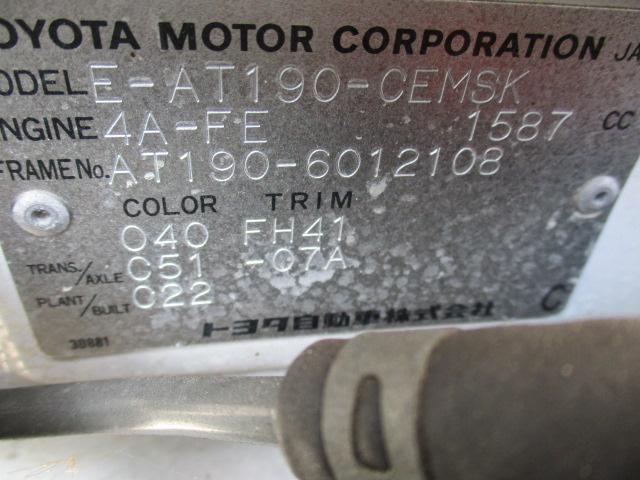 OYOTA MOTOR CORPORATION JA
ODEL E-AT190-CEMSK
NGINE 4A-FE 1587 CC
FRAME No. AT190-6012108
COLOR TRIM
040 FH41
TRANS./AXLE C51 -07A
PLANT/BUILT C22
トヨタ自動車株式会社
C
30881